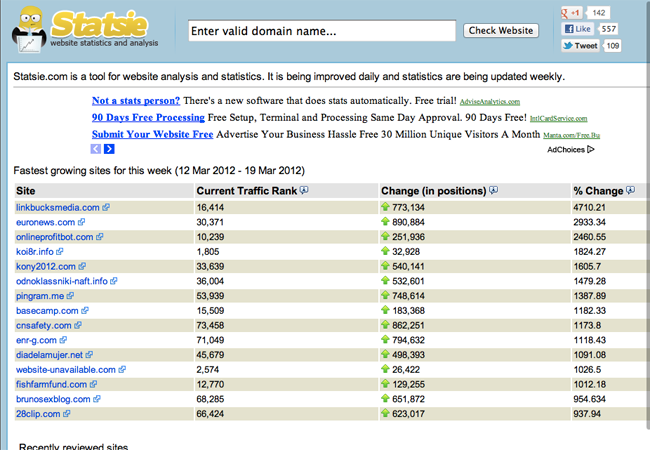 Statsie
website statistics and analysis
Enter valid domain name...
Check Website
+1 142
Like 557
Tweet 109
Statsie.com is a tool for website analysis and statistics. It is being improved daily and statistics are being updated weekly.
Not a stats person? There's a new software that does stats automatically. Free trial! AdviseAnalytics.com
90 Days Free Processing Free Setup, Terminal and Processing Same Day Approval. 90 Days Free! IntlCardService.com
Submit Your Website Free Advertise Your Business Hassle Free 30 Million Unique Visitors A Month Manta.com/Free.Bu
AdChoices
Fastest growing sites for this week (12 Mar 2012 - 19 Mar 2012)
Site Current Traffic Rank Change (in positions) % Change
linkbucksmedia.com 16,414 773,134 4710.21
euronews.com 30,371 890,884 2933.34
onlineprofitbot.com 10,239 251,936 2460.55
koi8r.info 1,805 32,928 1824.27
kony2012.com 33,639 540,141 1605.7
odnoklassniki-naft.info 36,004 532,601 1479.28
pingram.me 53,939 748,614 1387.89
basecamp.com 15,509 183,368 1182.33
cnsafety.com 73,458 862,251 1173.8
enr-g.com 71,049 794,632 1118.43
diadelamujer.net 45,679 498,393 1091.08
website-unavailable.com 2,574 26,422 1026.5
fishfarmfund.com 12,770 129,255 1012.18
brunosexblog.com 68,285 651,872 954.634
28clip.com 66,424 623,017 937.94
Recently reviewed sites